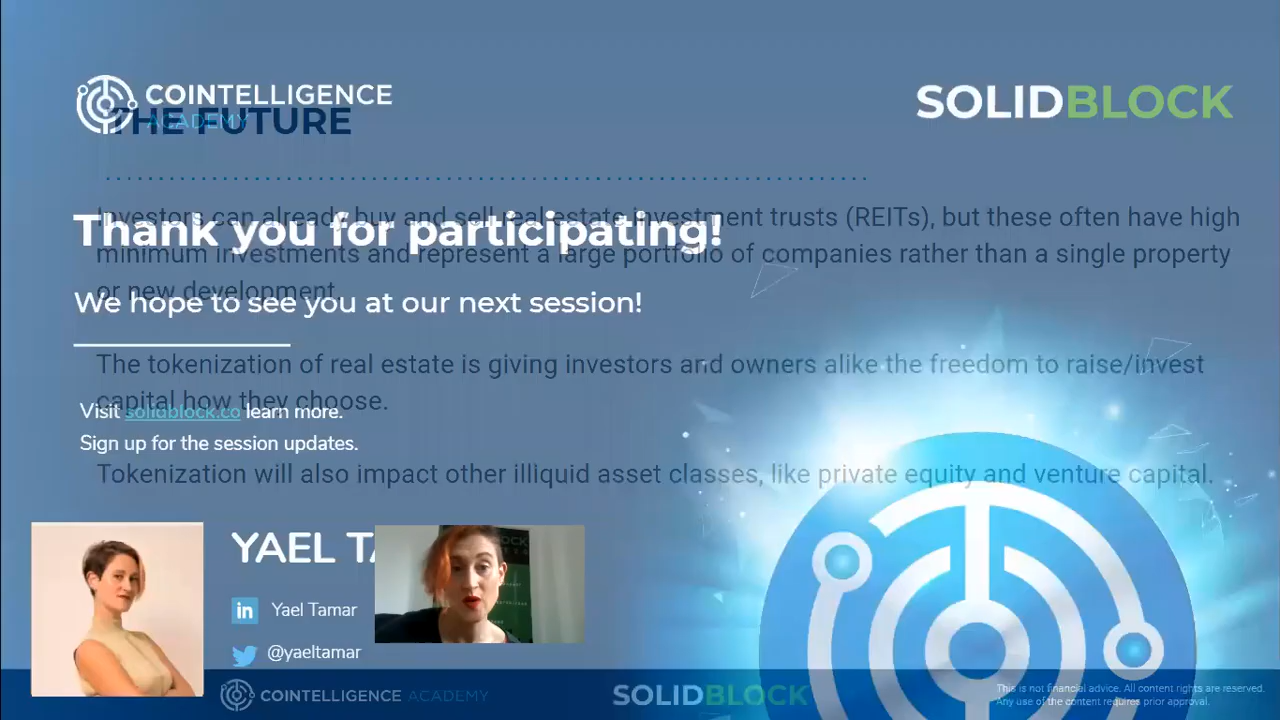 COINTELLIGENCE
ACADEMY
THE FUTURE
SOLIDBLOCK
Investors can already buy and sell real estate investment trusts (REITs), but these often have high
minimum investments and represent a large portfolio of companies rather than a single property
or new development.
Thank you for participating!
We hope to see you at our next session!
The tokenization of real estate is giving investors and owners alike the freedom to raise/invest
capital how they choose.
Visit solidblock.co learn more.
Sign up for the session updates.
Tokenization will also impact other illiquid asset classes, like private equity and venture capital.
YAEL TA
in Yael Tamar
@yaeltamar
COINTELLIGENCE ACADEMY
SOLIDBLOCK
This is not financial advice. All content rights are reserved.
Any use of the content requires prior approval.